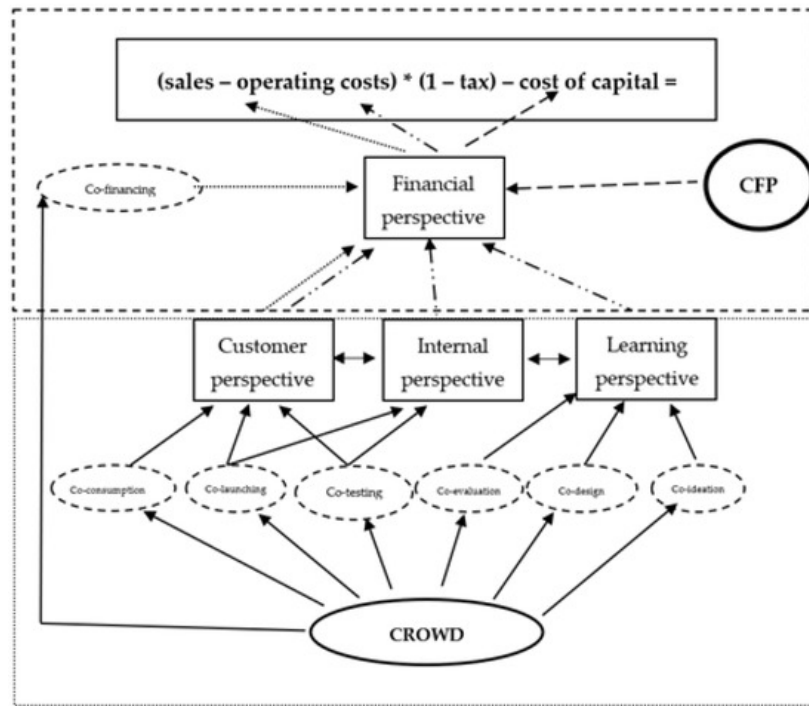 (sales – operating costs) * (1 – tax) – cost of capital =
Co-financing
Financial
perspective
CFP
Customer
perspective
Internal
perspective
Learning
perspective
Co-consumption
Co-launching
Co-testing
Co-evaluation
Co-design
Co-ideation
CROWD